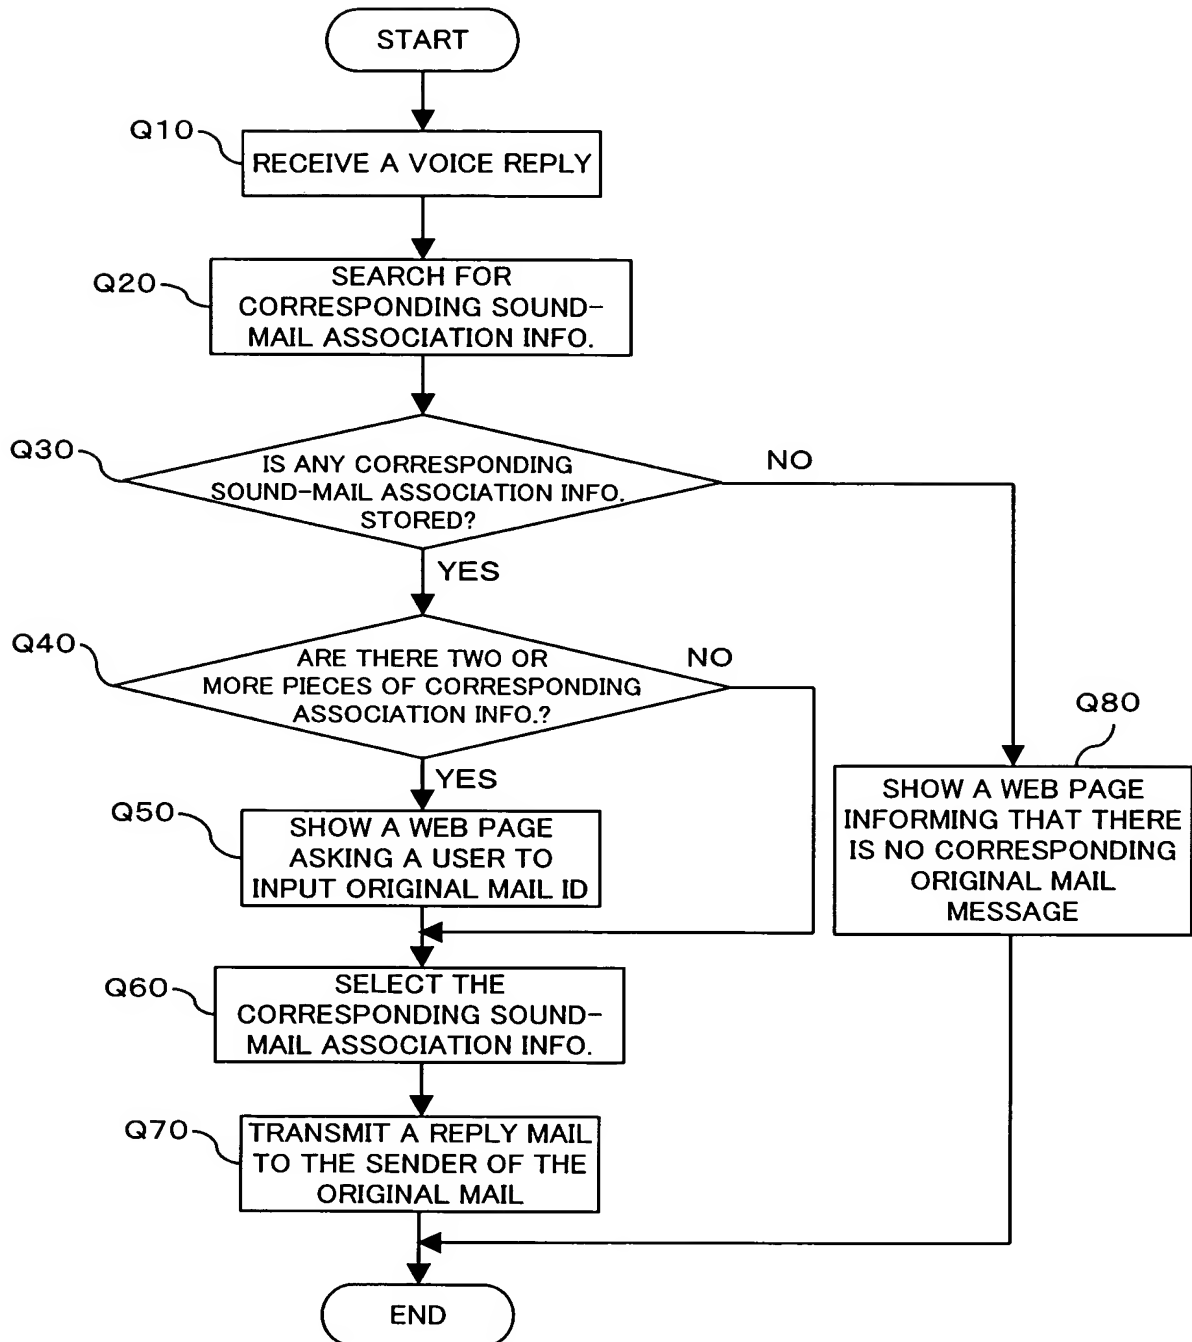 START
Q10
RECEIVE A VOICE REPLY
Q20
SEARCH FOR
CORRESPONDING SOUND-
MAIL ASSOCIATION INFO.
Q30
IS ANY CORRESPONDING
SOUND-MAIL ASSOCIATION INFO.
STORED?
NO
YES
Q40
ARE THERE TWO OR
MORE PIECES OF CORRESPONDING
ASSOCIATION INFO.?
NO
YES
Q50
SHOW A WEB PAGE
ASKING A USER TO
INPUT ORIGINAL MAIL ID
Q80
SHOW A WEB PAGE
INFORMING THAT THERE
IS NO CORRESPONDING
ORIGINAL MAIL
MESSAGE
Q60
SELECT THE
CORRESPONDING SOUND-
MAIL ASSOCIATION INFO.
Q70
TRANSMIT A REPLY MAIL
TO THE SENDER OF THE
ORIGINAL MAIL
END